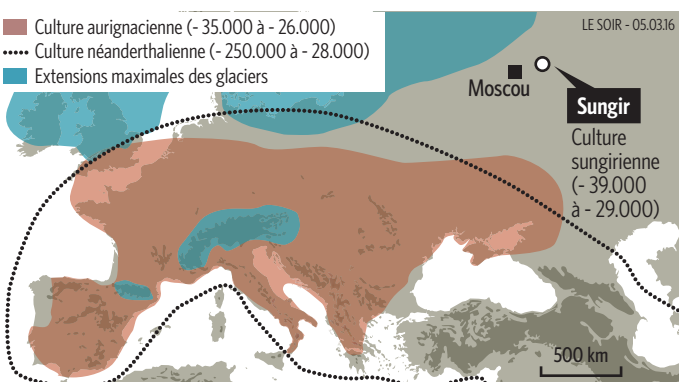 Culture aurignacienne (- 35.000 à - 26.000)
Culture néanderthalienne (- 250.000 à - 28.000)
Extensions maximales des glaciers
LE SOIR - 05.03.16
Moscou
Sungir
Culture
sungirienne
(- 39.000
à - 29.000)
500 km